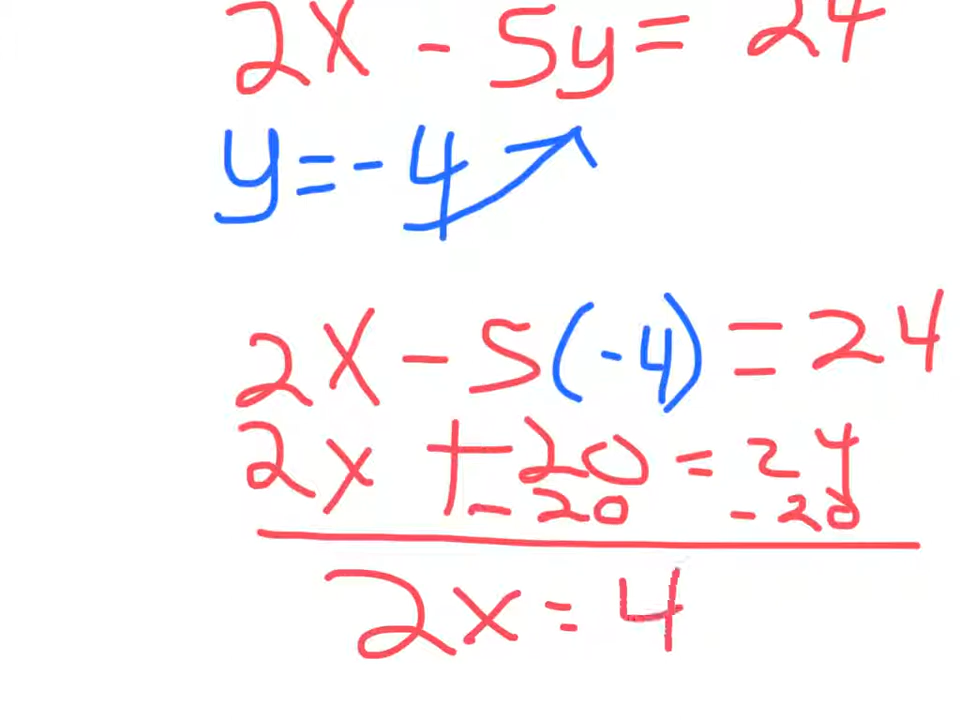 2x - 5y = 24
y = -4
2x - 5(-4) = 24
2x + 20 = 24
- 20 - 20
2x = 4